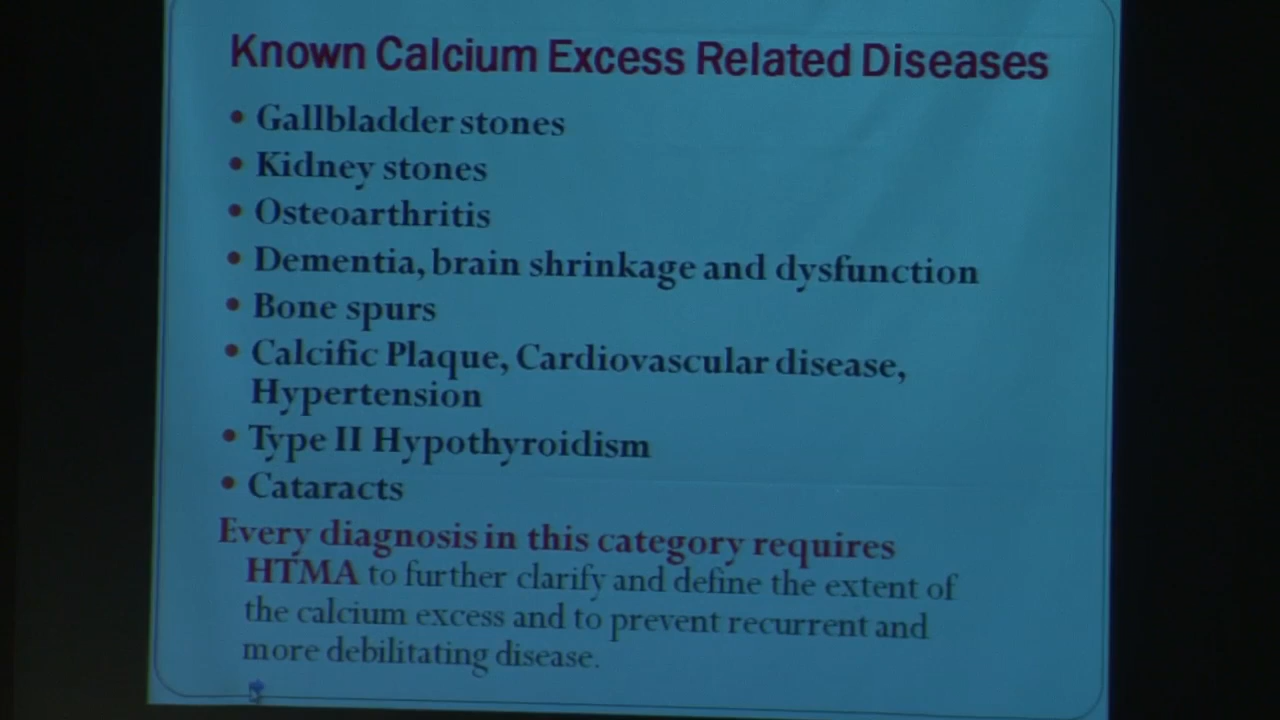 Known Calcium Excess Related Diseases
• Gallbladder stones
• Kidney stones
• Osteoarthritis
• Dementia, brain shrinkage and dysfunction
• Bone spurs
• Calcific Plaque, Cardiovascular disease,
Hypertension
• Type II Hypothyroidism
• Cataracts
Every diagnosis in this category requires
HTMA to further clarify and define the extent of
the calcium excess and to prevent recurrent and
more debilitating disease.